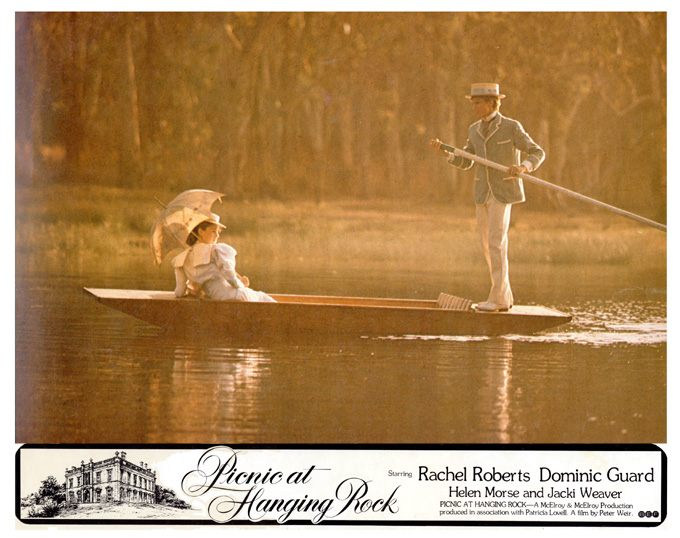 Picnic at
Hanging Rock
Starring Rachel Roberts Dominic Guard
Helen Morse and Jacki Weaver
PICNIC AT HANGING ROCK—A McElroy & McElroy Production
produced in association with Patricia Lovell. A film by Peter Weir.